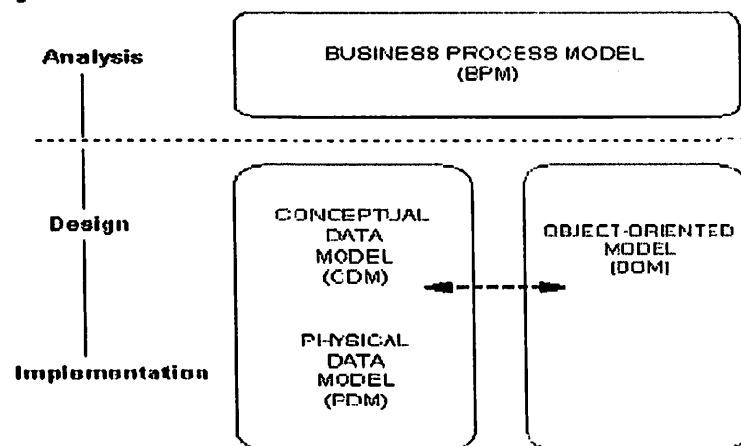 Analysis
BUSINESS PROCESS MODEL
(BPM)
Design
CONCEPTUAL
DATA
MODEL
(CDM)
OBJECT-ORIENTED
MODEL
(OOM)
Implementation
PHYSICAL
DATA
MODEL
(PDM)